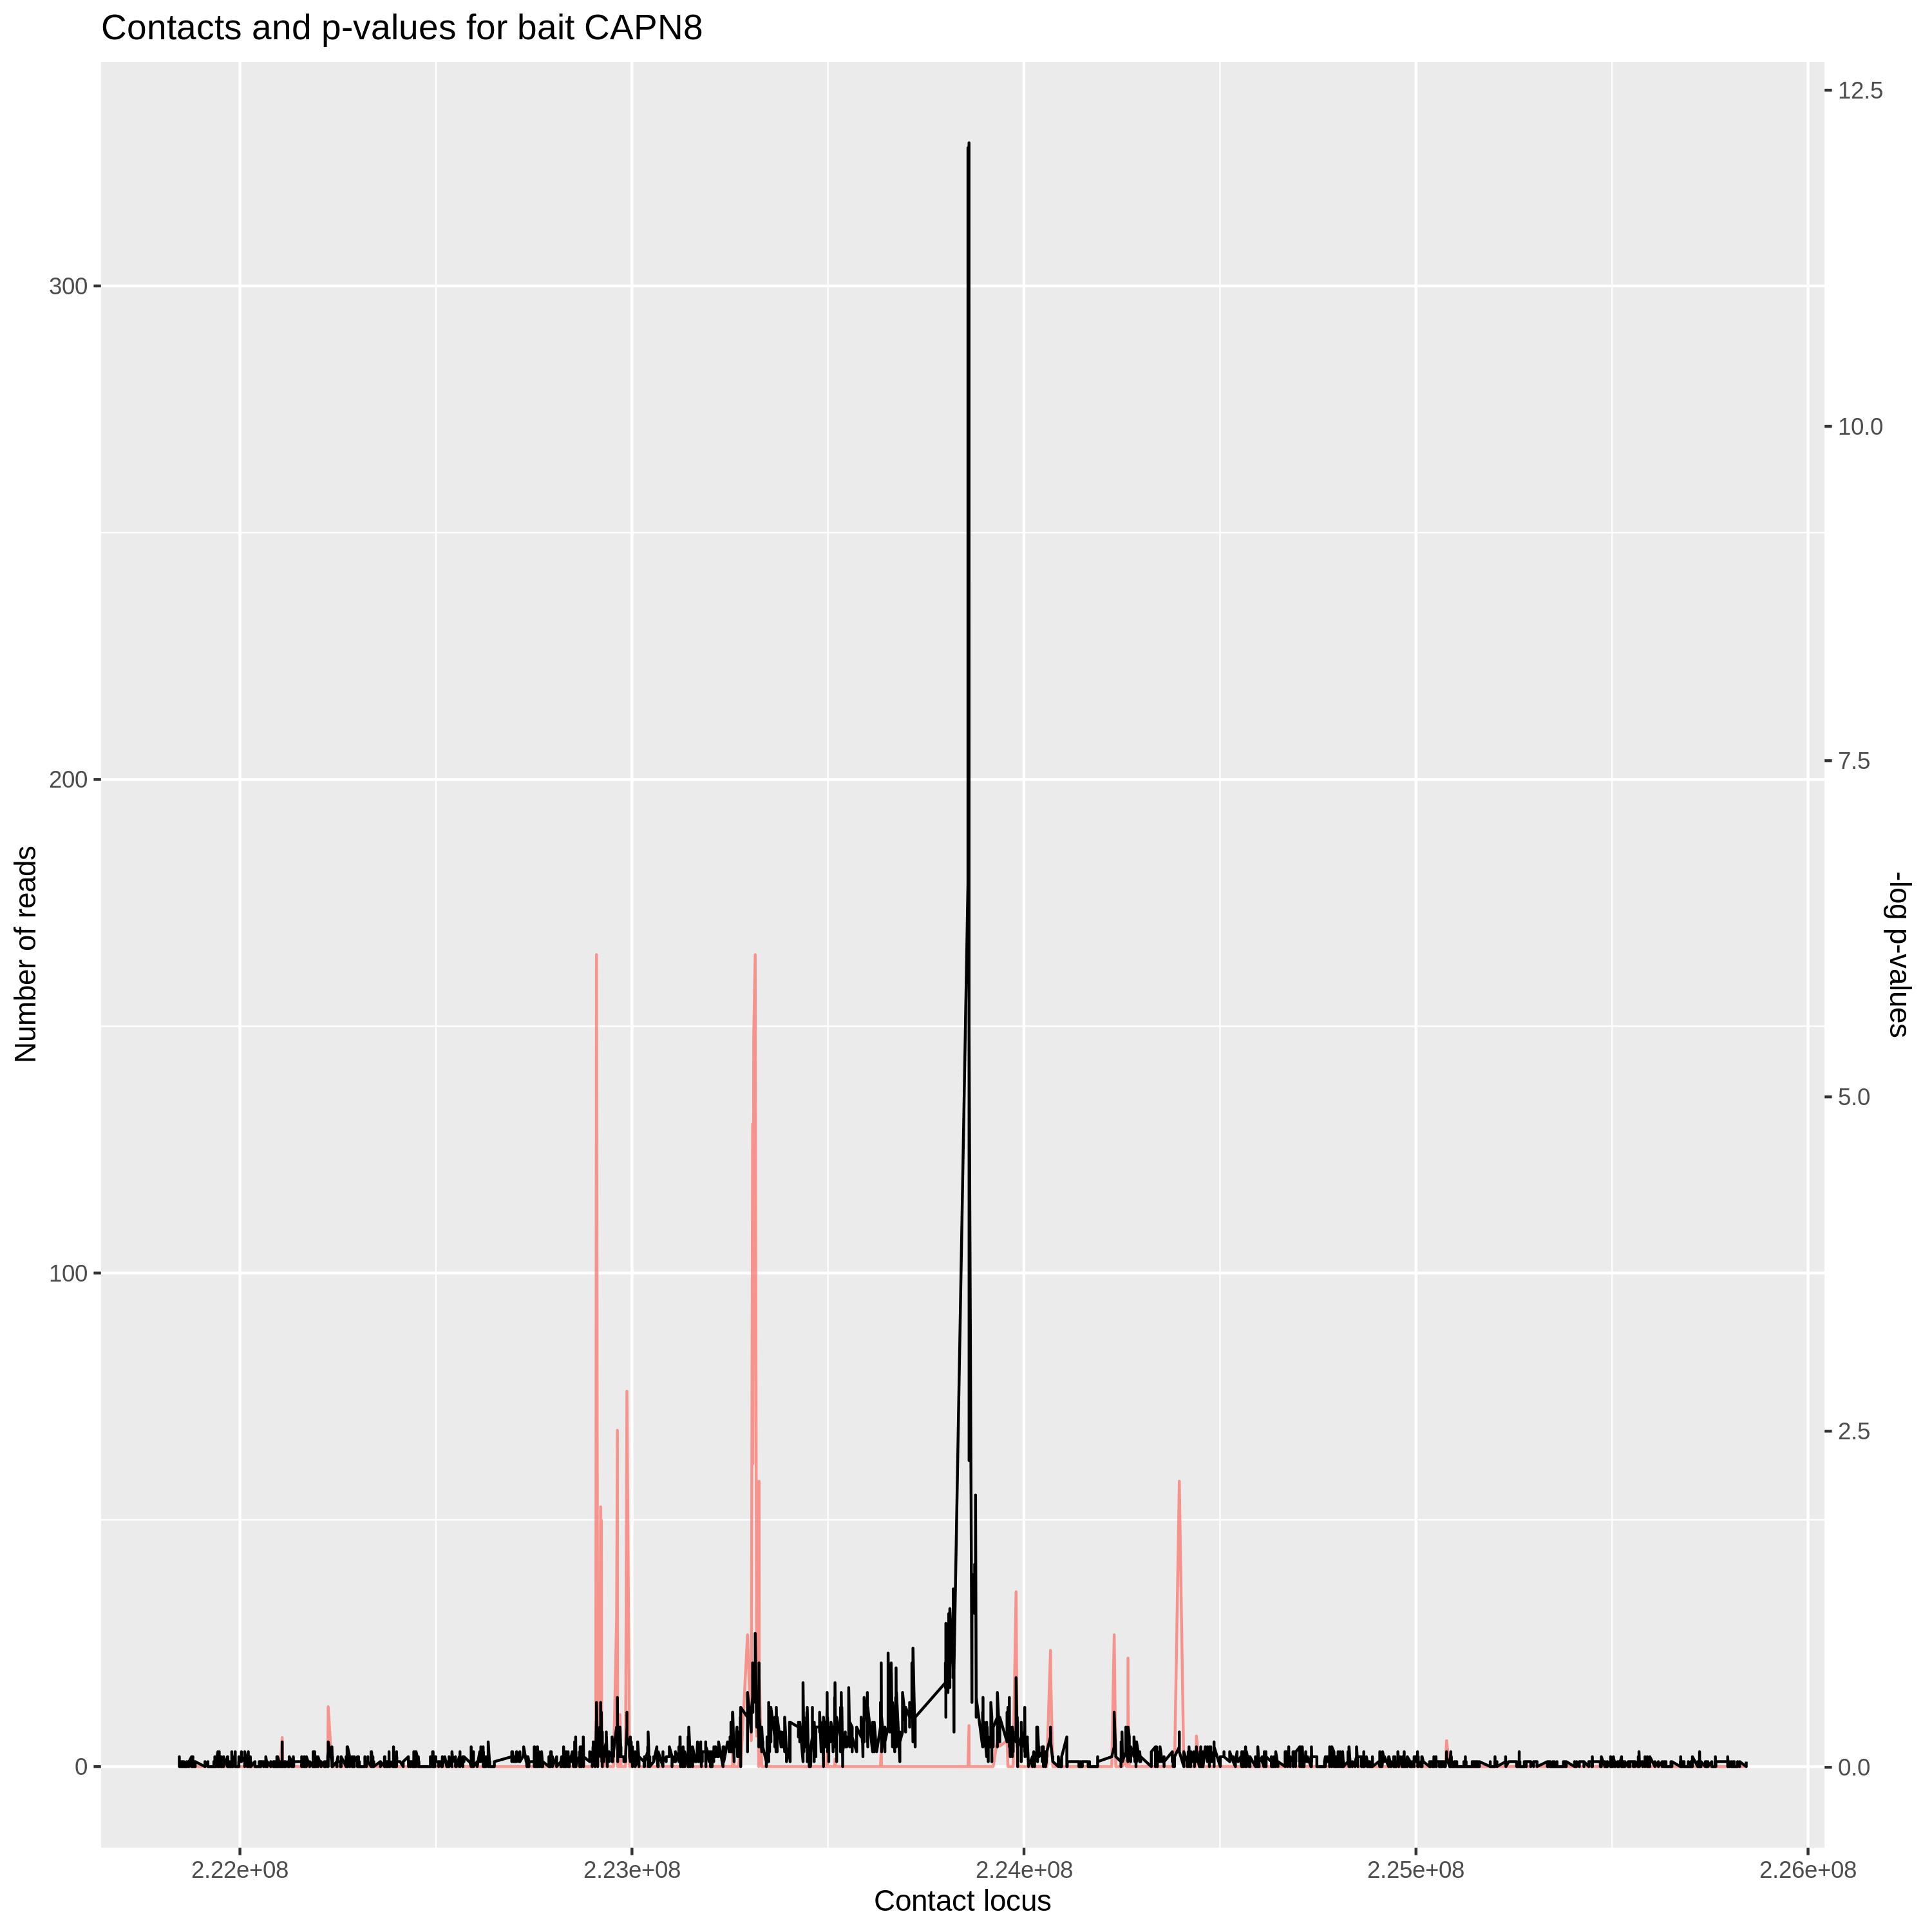 Contacts and p-values for bait CAPN8
12.5
300
10.0
200
7.5
Number of reads
-log p-values
5.0
100
2.5
0
0.0
2.22e+08
2.23e+08
2.24e+08
2.25e+08
2.26e+08
Contact locus